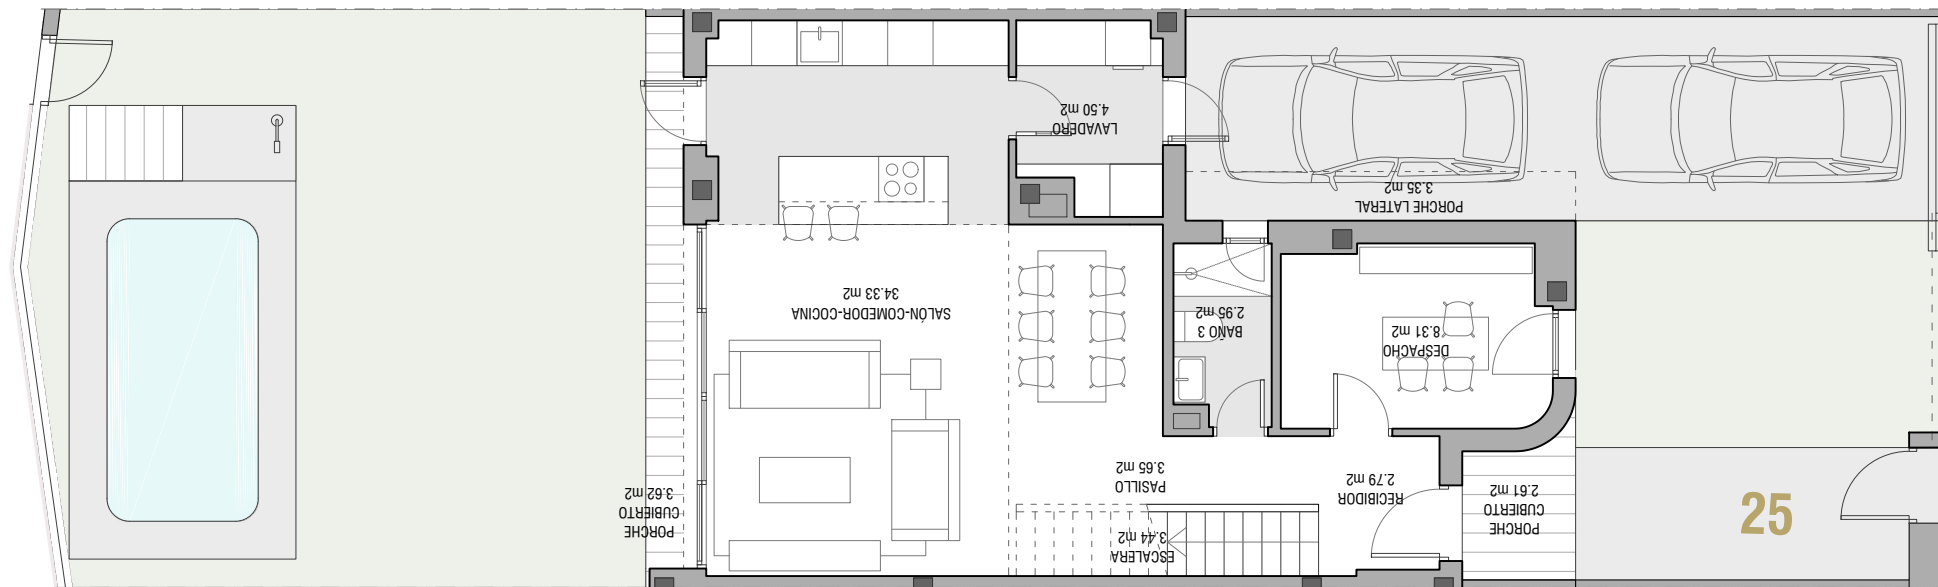 LAVADERO
4.50 m2
PORCHE LATERAL
3.35 m2
SALÓN-COMEDOR-COCINA
34.33 m2
BAÑO 3
2.95 m2
DESPACHO
8.31 m2
PASILLO
3.65 m2
RECIBIDOR
2.79 m2
PORCHE
CUBIERTO
3.62 m2
PORCHE
CUBIERTO
2.61 m2
ESCALERA
3.44 m2
25